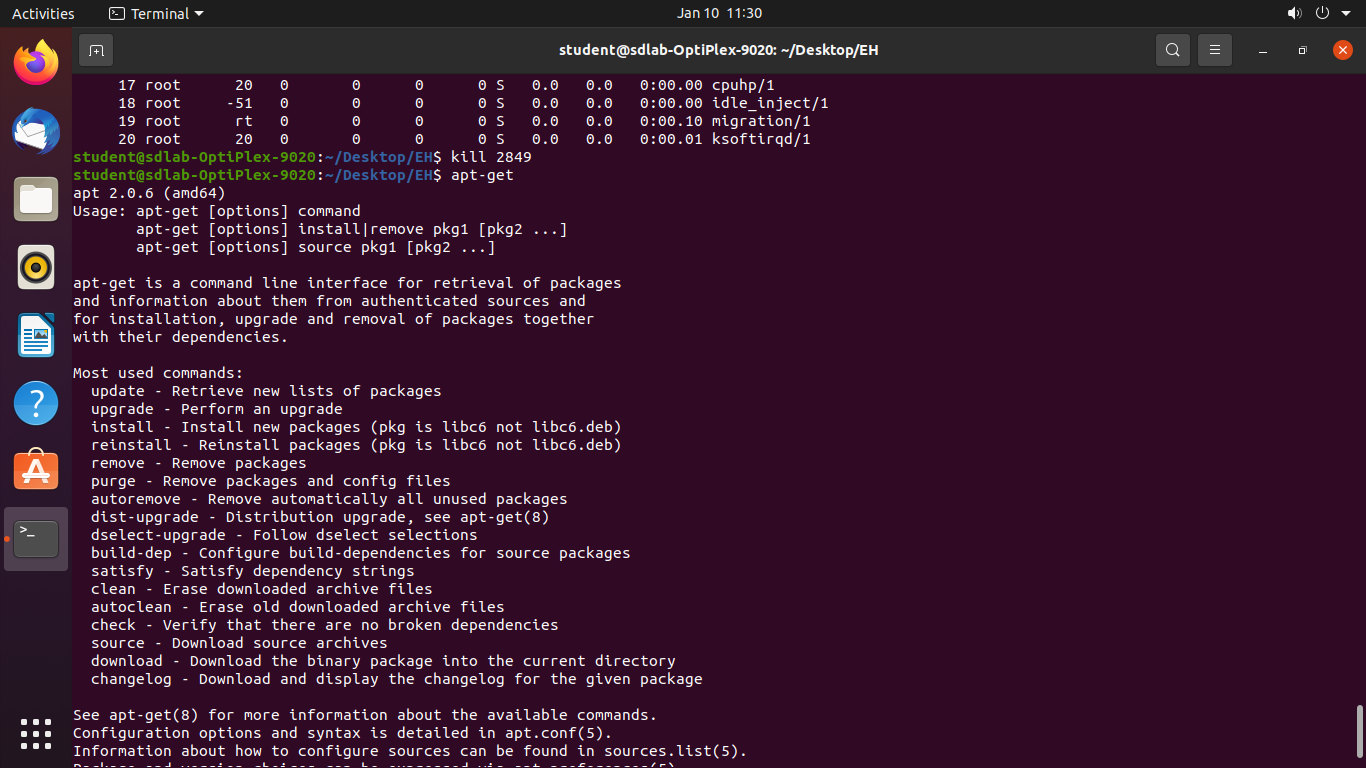 Activities
Terminal
Jan 10 11:30
student@sdlab-OptiPlex-9020: ~/Desktop/EH
17 root 20 0 0 0 0 S 0.0 0.0 0:00.00 cpuhp/1
18 root -51 0 0 0 0 S 0.0 0.0 0:00.00 idle_inject/1
19 root rt 0 0 0 0 S 0.0 0.0 0:00.10 migration/1
20 root 20 0 0 0 0 S 0.0 0.0 0:00.01 ksoftirqd/1
student@sdlab-OptiPlex-9020:~/Desktop/EH$ kill 2849
student@sdlab-OptiPlex-9020:~/Desktop/EH$ apt-get
apt 2.0.6 (amd64)
Usage: apt-get [options] command
apt-get [options] install|remove pkg1 [pkg2 ...]
apt-get [options] source pkg1 [pkg2 ...]
apt-get is a command line interface for retrieval of packages
and information about them from authenticated sources and
for installation, upgrade and removal of packages together
with their dependencies.
Most used commands:
update - Retrieve new lists of packages
upgrade - Perform an upgrade
install - Install new packages (pkg is libc6 not libc6.deb)
reinstall - Reinstall packages (pkg is libc6 not libc6.deb)
remove - Remove packages
purge - Remove packages and config files
autoremove - Remove automatically all unused packages
dist-upgrade - Distribution upgrade, see apt-get(8)
dselect-upgrade - Follow dselect selections
build-dep - Configure build-dependencies for source packages
satisfy - Satisfy dependency strings
clean - Erase downloaded archive files
autoclean - Erase old downloaded archive files
check - Verify that there are no broken dependencies
source - Download source archives
download - Download the binary package into the current directory
changelog - Download and display the changelog for the given package
See apt-get(8) for more information about the available commands.
Configuration options and syntax is detailed in apt.conf(5).
Information about how to configure sources can be found in sources.list(5).